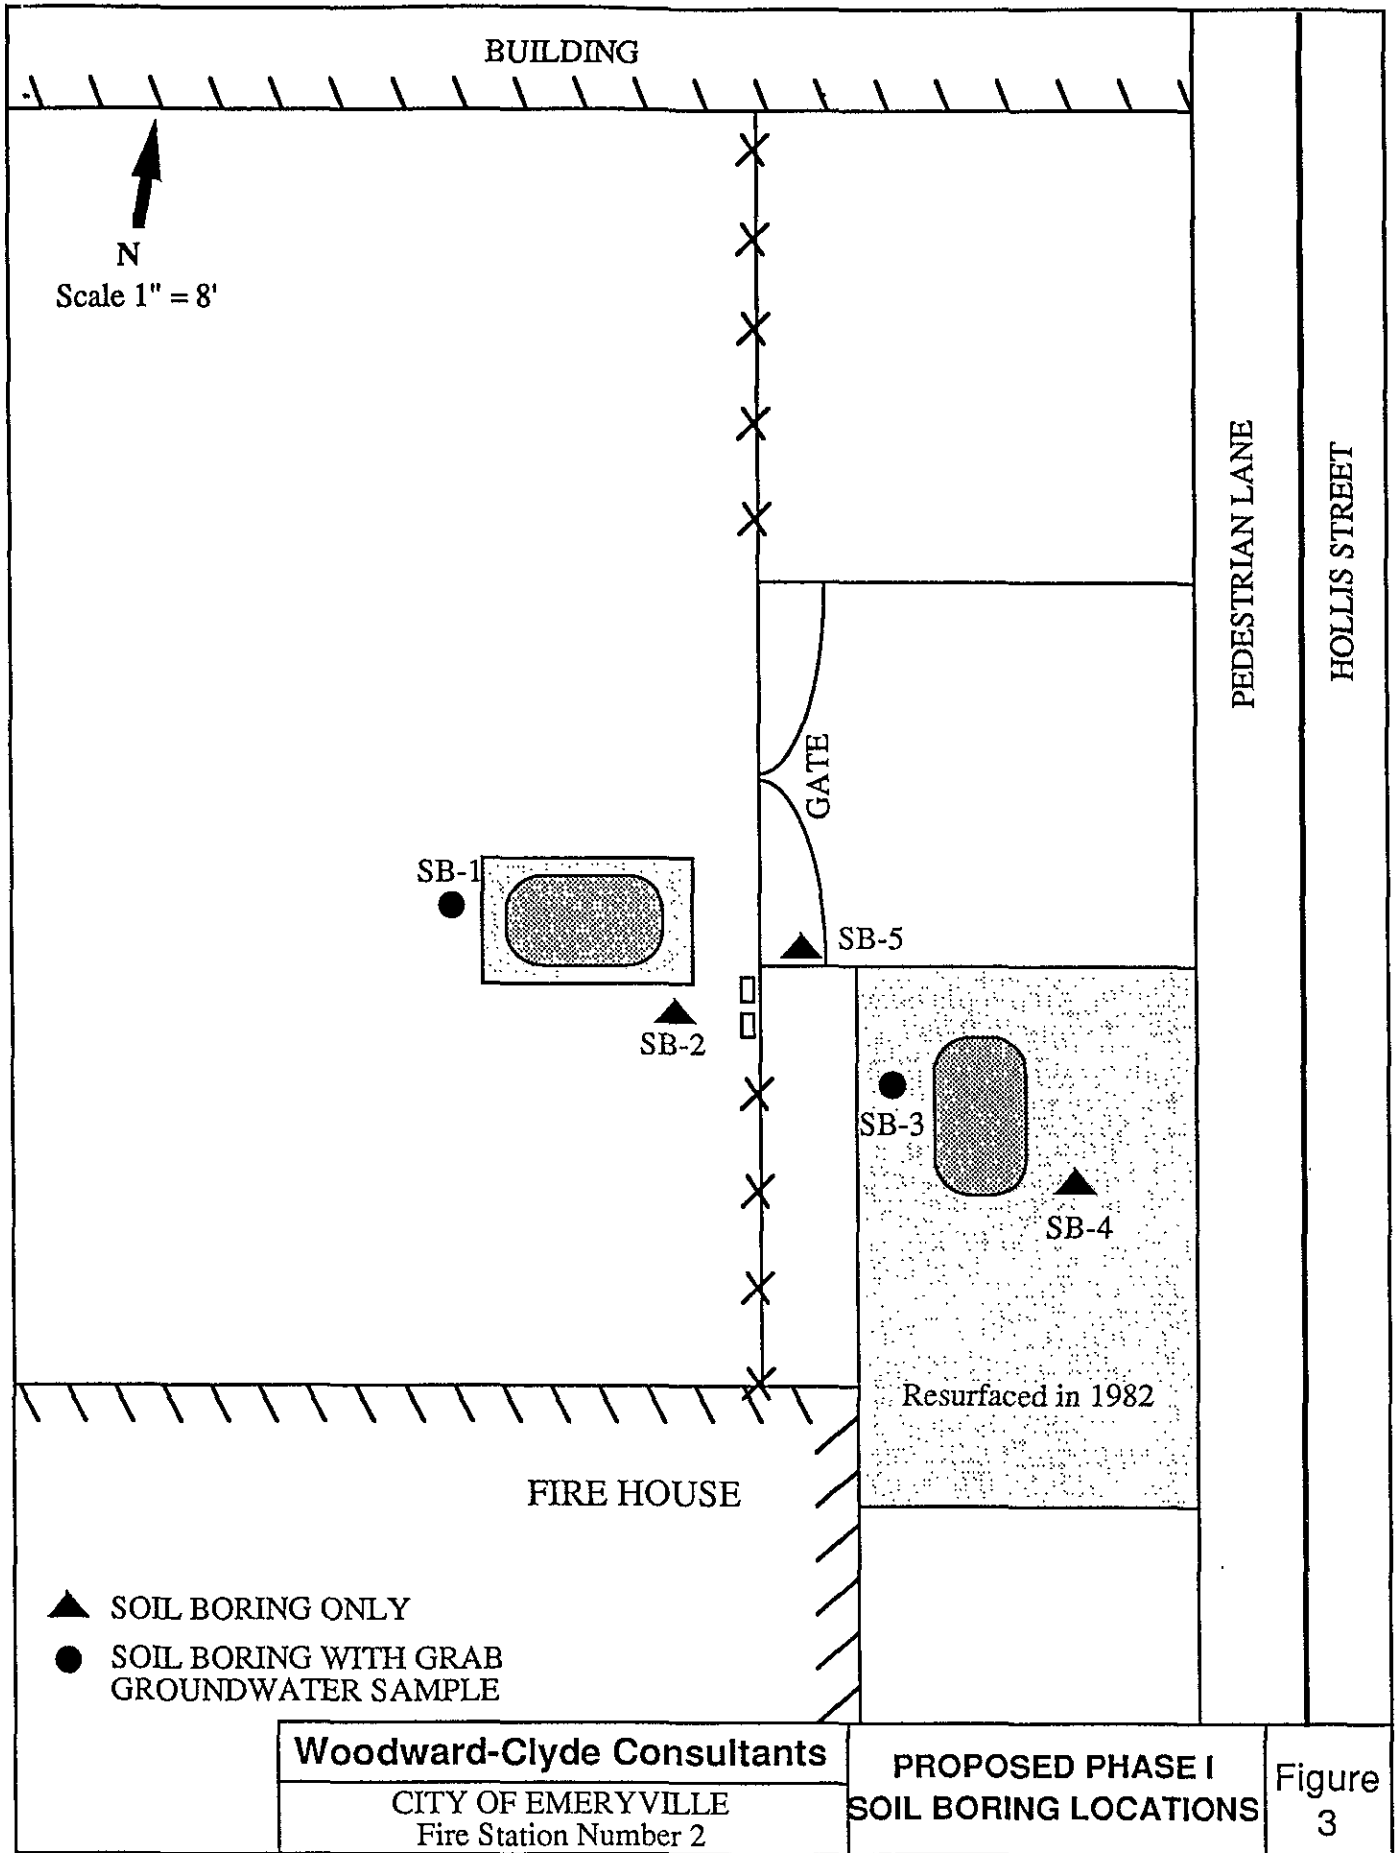 BUILDING
N
Scale 1" = 8'
PEDESTRIAN LANE
HOLLIS STREET
GATE
SB-1
SB-5
SB-2
SB-3
SB-4
Resurfaced in 1982
FIRE HOUSE
SOIL BORING ONLY
SOIL BORING WITH GRAB
GROUNDWATER SAMPLE
Woodward-Clyde Consultants
CITY OF EMERYVILLE
Fire Station Number 2
PROPOSED PHASE I
SOIL BORING LOCATIONS
Figure
3